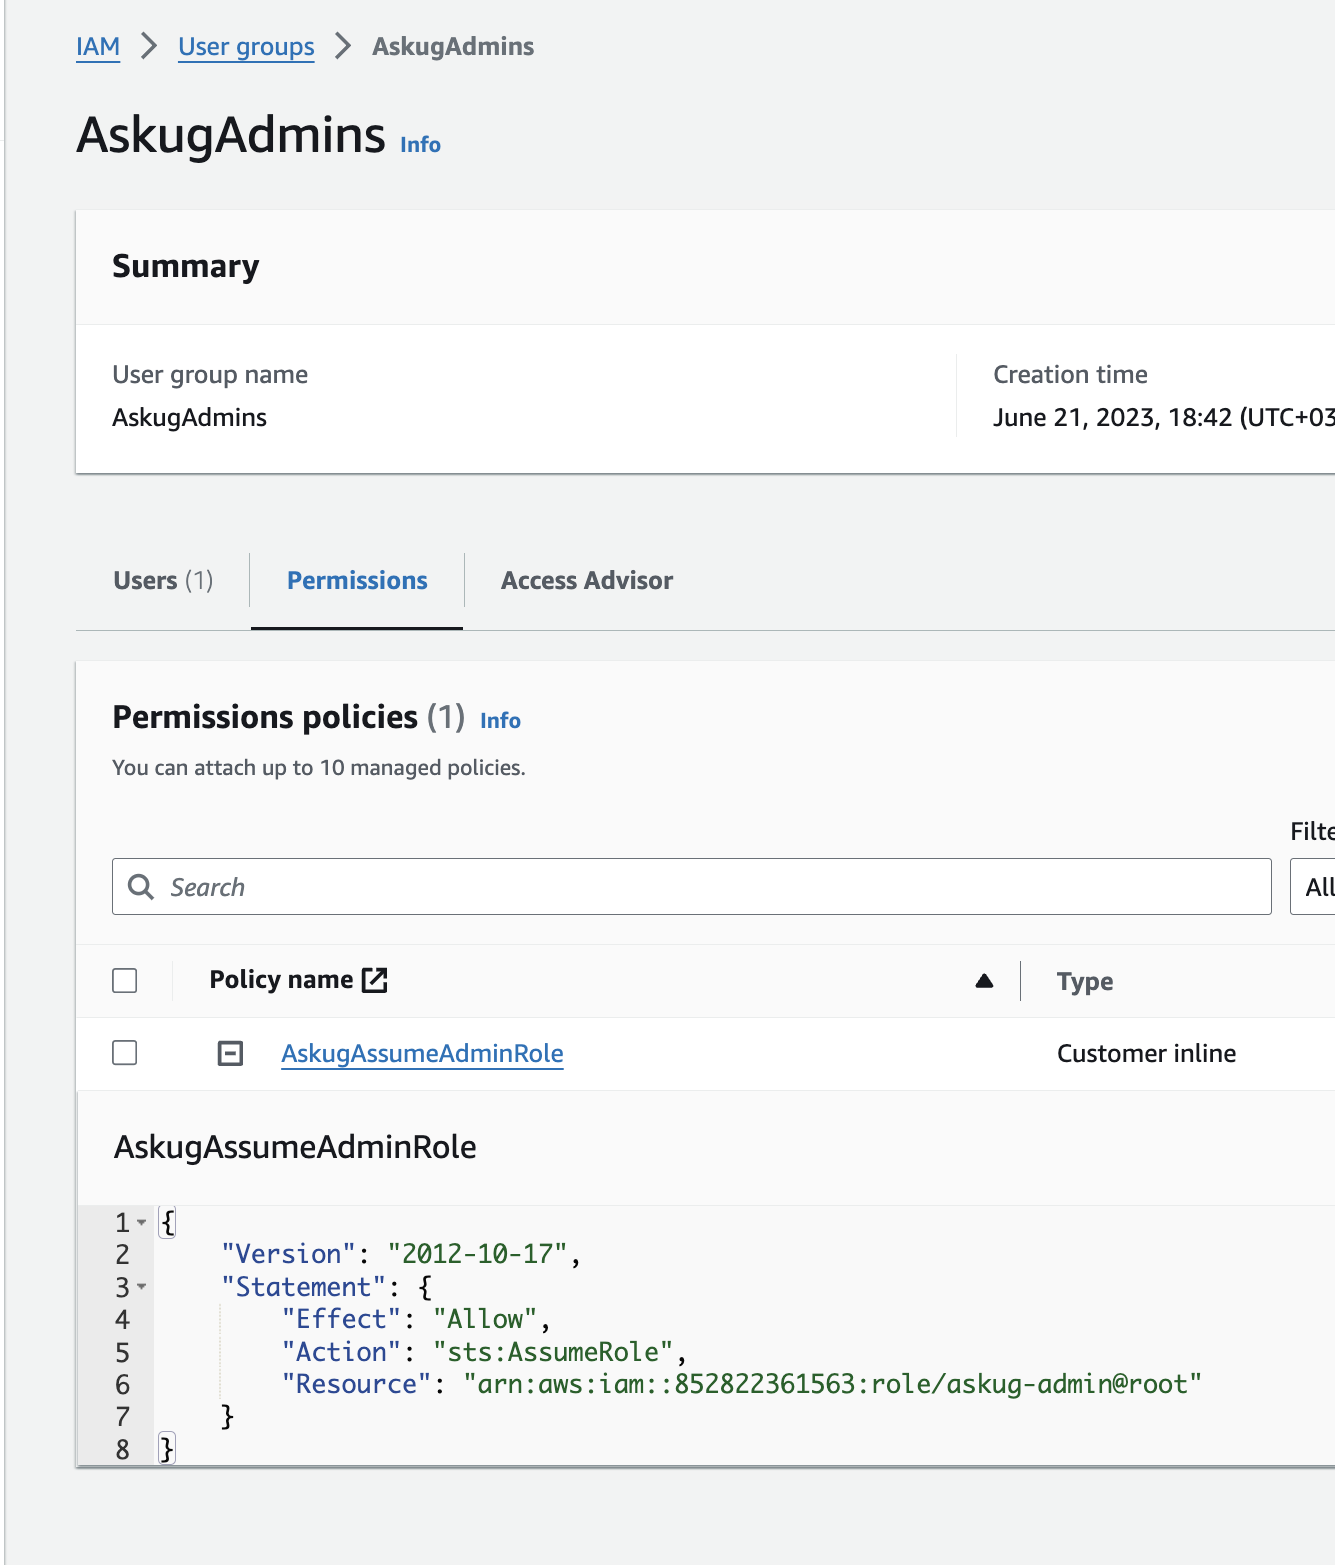 IAM > User groups > AskugAdmins
AskugAdmins Info
Summary
User group name
AskugAdmins
Creation time
June 21, 2023, 18:42 (UTC+03
Users (1)
Permissions
Access Advisor
Permissions policies (1) Info
You can attach up to 10 managed policies.
Filte
Search
All
Policy name
Type
AskugAssumeAdminRole
Customer inline
AskugAssumeAdminRole
1 {
2 "Version": "2012-10-17",
3 "Statement": {
4 "Effect": "Allow",
5 "Action": "sts:AssumeRole",
6 "Resource": "arn:aws:iam::852822361563:role/askug-admin@root"
7 }
8 }